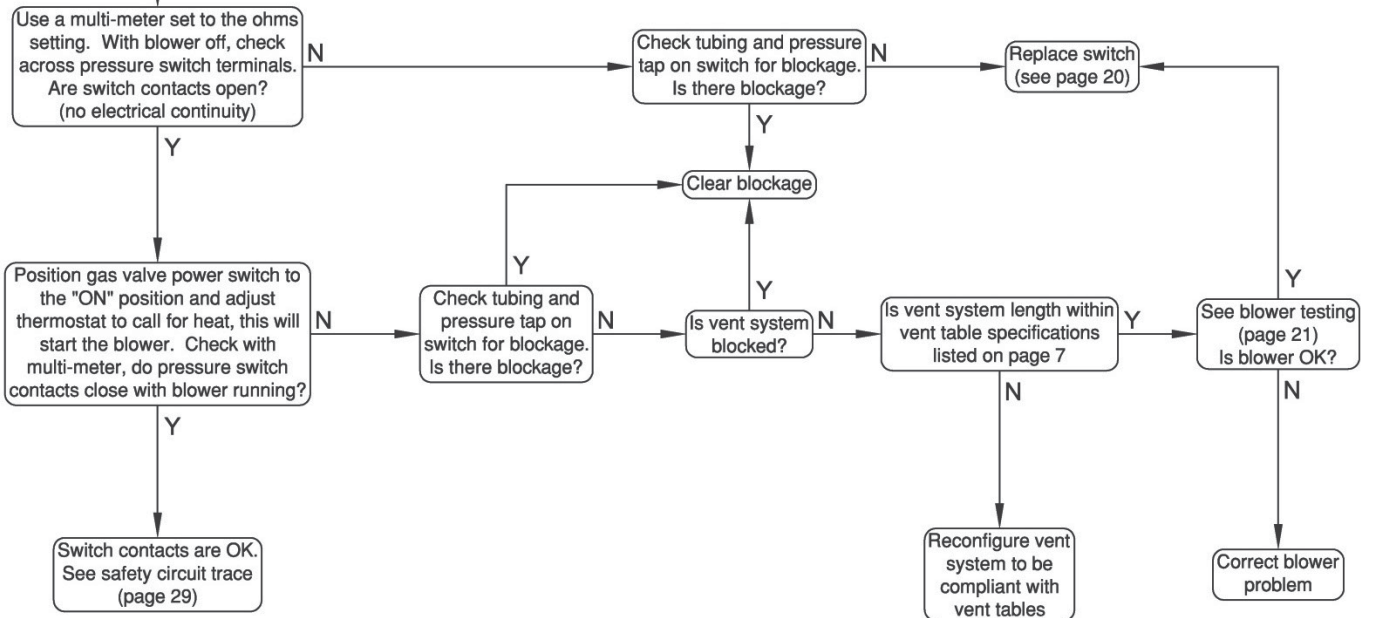 Use a multi-meter set to the ohms
setting. With blower off, check
across pressure switch terminals.
Are switch contacts open?
(no electrical continuity)
N
Check tubing and pressure
tap on switch for blockage.
Is there blockage?
N
Replace switch
(see page 20)
Y
Y
Clear blockage
Position gas valve power switch to
the "ON" position and adjust
thermostat to call for heat, this will
start the blower. Check with
multi-meter, do pressure switch
contacts close with blower running?
N
Y
Check tubing and
pressure tap on
switch for blockage.
Is there blockage?
N
Y
Is vent system
blocked?
N
Is vent system length within
vent table specifications
listed on page 7
Y
Y
See blower testing
(page 21)
Is blower OK?
Y
N
N
Switch contacts are OK.
See safety circuit trace
(page 29)
Reconfigure vent
system to be
compliant with
vent tables
Correct blower
problem